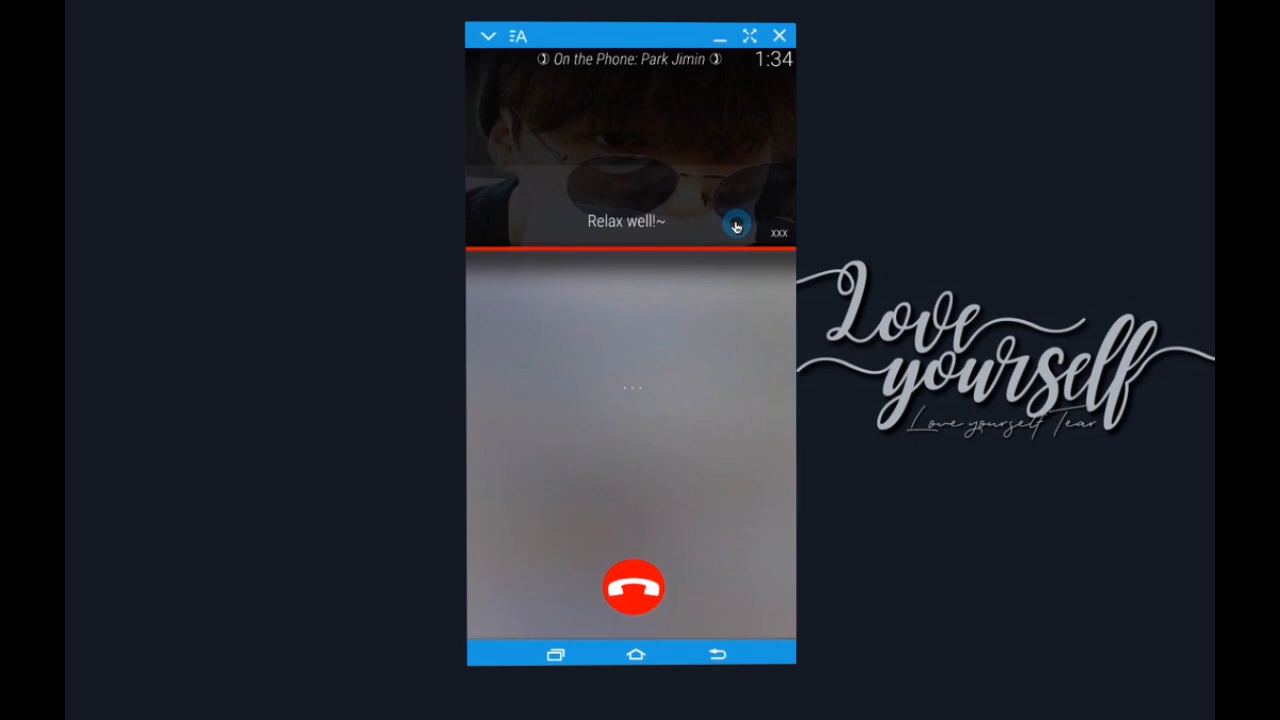 A
On the Phone: Park Jimin
1:34
Relax well!~
xxx
...
Love
yourself
Love yourself Tear